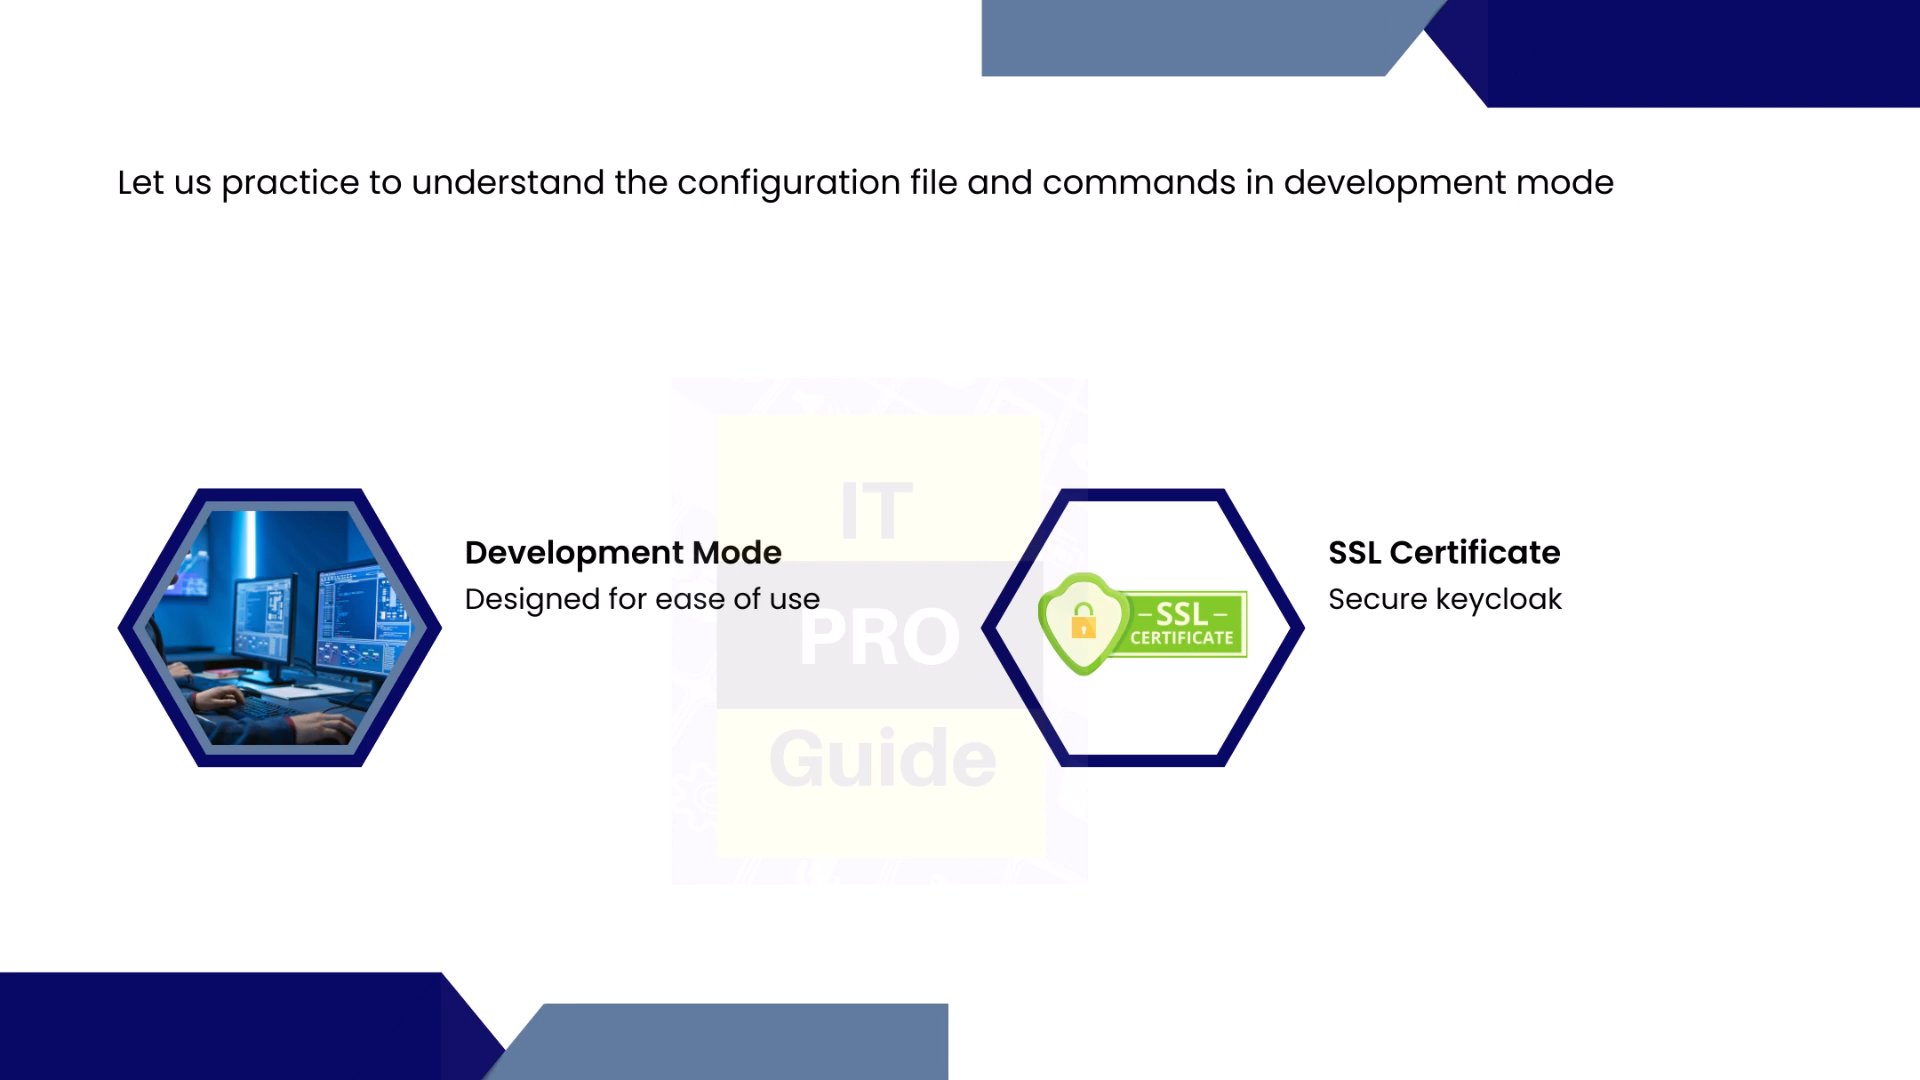 Let us practice to understand the configuration file and commands in development mode
IT
PRO
Guide
Development Mode
Designed for ease of use
–SSL–
CERTIFICATE
SSL Certificate
Secure keycloak